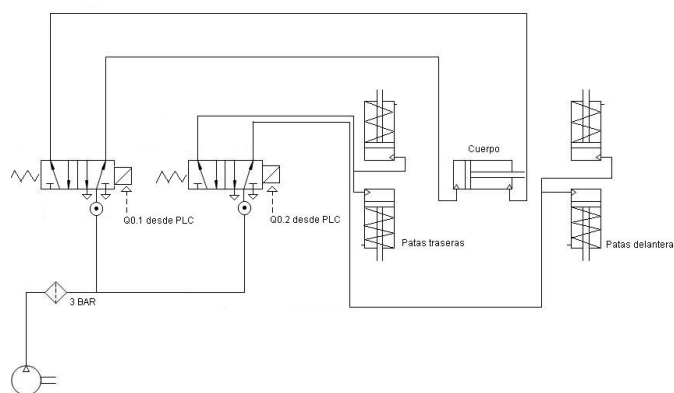 Cuerpo
Q0.1 desde PLC
Q0.2 desde PLC
Patas traseras
Patas delantera
3 BAR